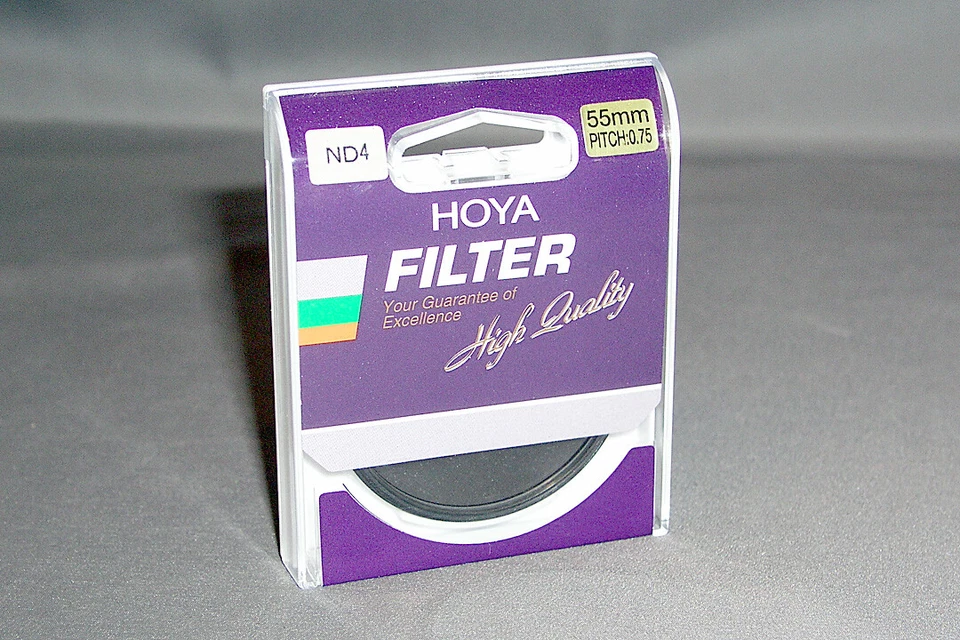 ND4
55mm
PITCH:0.75
HOYA
FILTER
Your Guarantee of
Excellence
High Quality